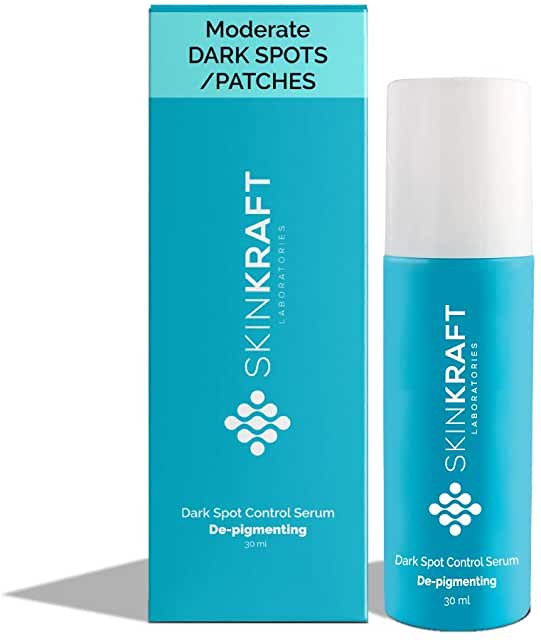 Moderate
DARK SPOTS
/PATCHES
SKINKRAFT
LABORATORIES
Dark Spot Control Serum
De-pigmenting
30 ml
SKINKRAFT
LABORATORIES
Dark Spot Control Serum
De-pigmenting
30 ml